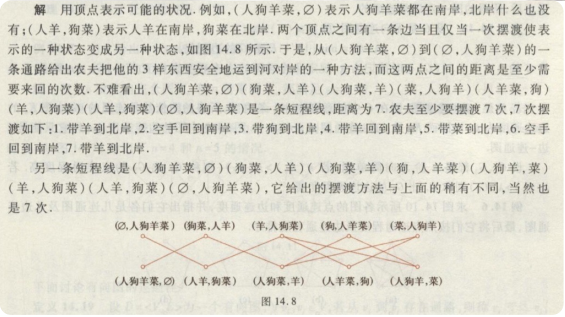 解 用顶点表示可能的状况. 例如,(人狗羊菜,∅)表示人狗羊菜都在南岸,北岸什么也没
有;(人羊,狗菜)表示人羊在南岸,狗菜在北岸. 两个顶点之间有一条边当且仅当一次摆渡使表
示的一种状态变成另一种状态,如图 14.8 所示. 于是,从(人狗羊菜,∅)到(∅,人狗羊菜)的一
条通路给出农夫把他的 3 样东西安全地运到河对岸的一种方法,而这两点之间的距离是至少需
要来回的次数. 不难看出,(人狗羊菜,∅)(狗菜,人羊)(人狗菜,羊)(菜,人狗羊)(人羊菜,狗)
(羊,人狗菜)(人羊,狗菜)(∅,人狗羊菜)是一条短程线,距离为 7. 农夫至少要摆渡 7 次,7 次摆
渡如下:1. 带羊到北岸,2. 空手回到南岸,3. 带狗到北岸,4. 带羊回到南岸,5. 带菜到北岸,6. 空手
回到南岸,7. 带羊到北岸.
另一条短程线是(人狗羊菜,∅)(狗菜,人羊)(人狗菜,羊)(狗,人羊菜)(人狗羊,菜)
(羊,人狗菜)(人羊,狗菜)(∅,人狗羊菜),它给出的摆渡方法与上面的稍有不同,当然也
是 7 次.
(∅,人狗羊菜) (狗菜,人羊) (羊,人狗菜) (狗,人羊菜) (菜,人狗羊)
(人狗羊菜,∅) (人羊,狗菜) (人狗菜,羊) (人羊菜,狗) (人狗羊,菜)
图 14.8